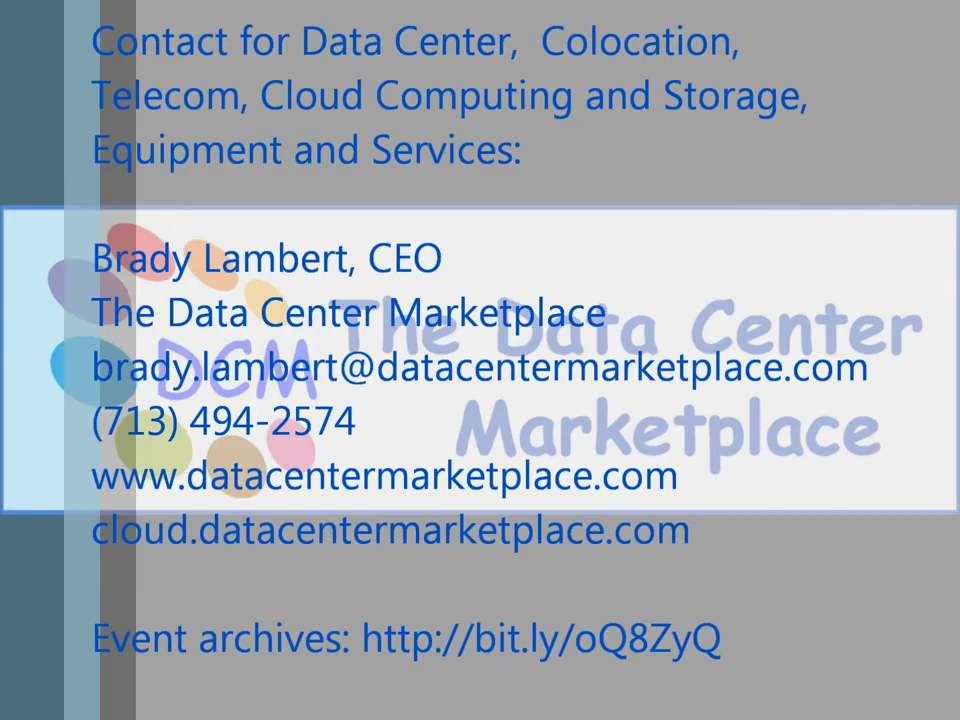 Contact for Data Center, Colocation,
Telecom, Cloud Computing and Storage,
Equipment and Services:
Brady Lambert, CEO
The Data Center Marketplace
brady.lambert@datacentermarketplace.com
(713) 494-2574
www.datacentermarketplace.com
cloud.datacentermarketplace.com
Event archives: http://bit.ly/oQ8ZyQ
DCM
The Data Center
Marketplace